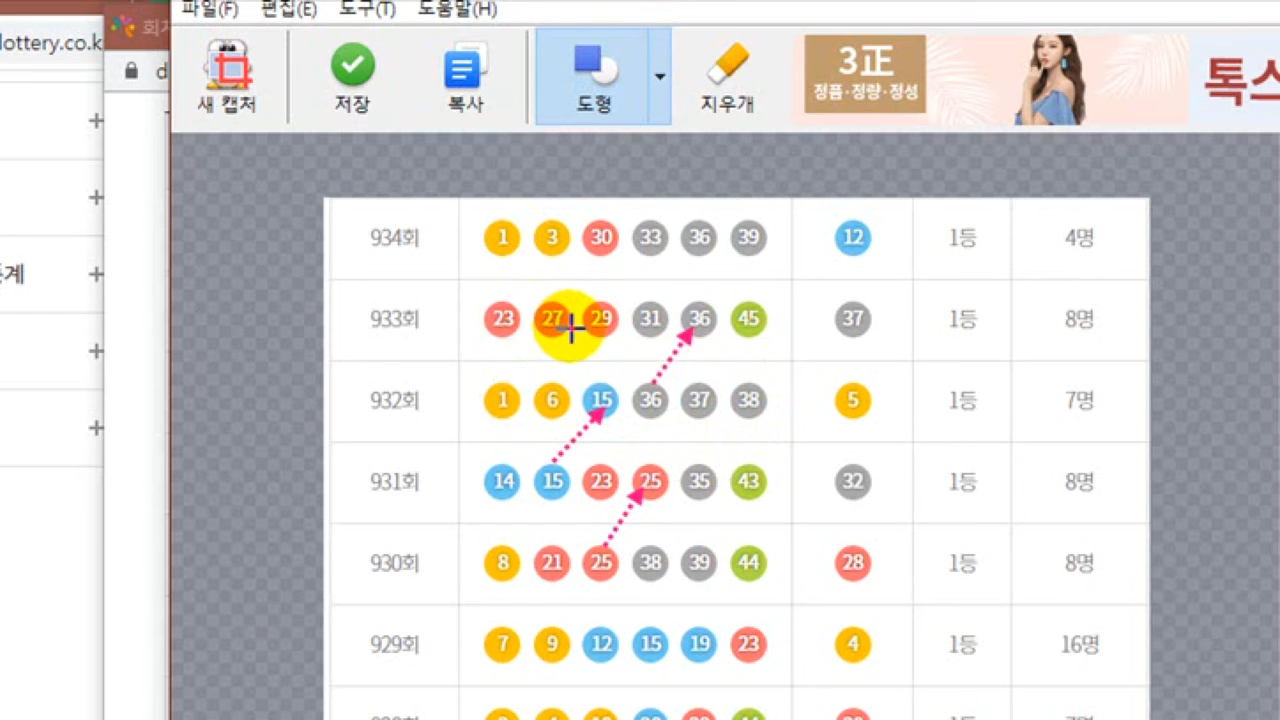 파일(F) 편집(E) 도구(T) 도움말(H)
lottery.co.k
회차
d
새 캡처 저장 복사 도형 지우개
3正
정품·정량·정성
톡스
934회 1 3 30 33 36 39 12 1등 4명
933회 23 27 29 31 36 45 37 1등 8명
932회 1 6 15 36 37 38 5 1등 7명
931회 14 15 23 25 35 43 32 1등 8명
930회 8 21 25 38 39 44 28 1등 8명
929회 7 9 12 15 19 23 4 1등 16명